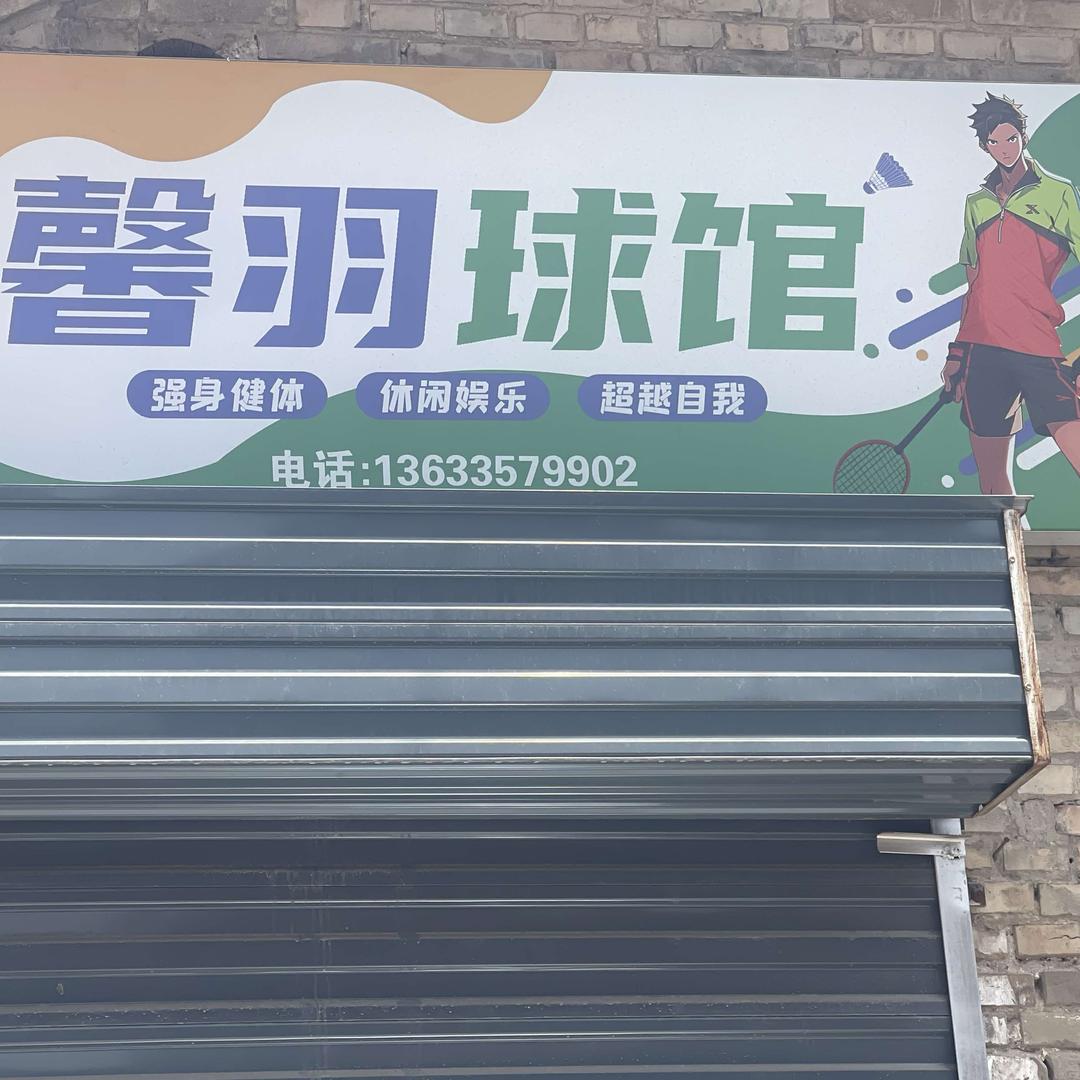 馨羽球馆
强身健体 休闲娱乐 超越自我
电话:13633579902